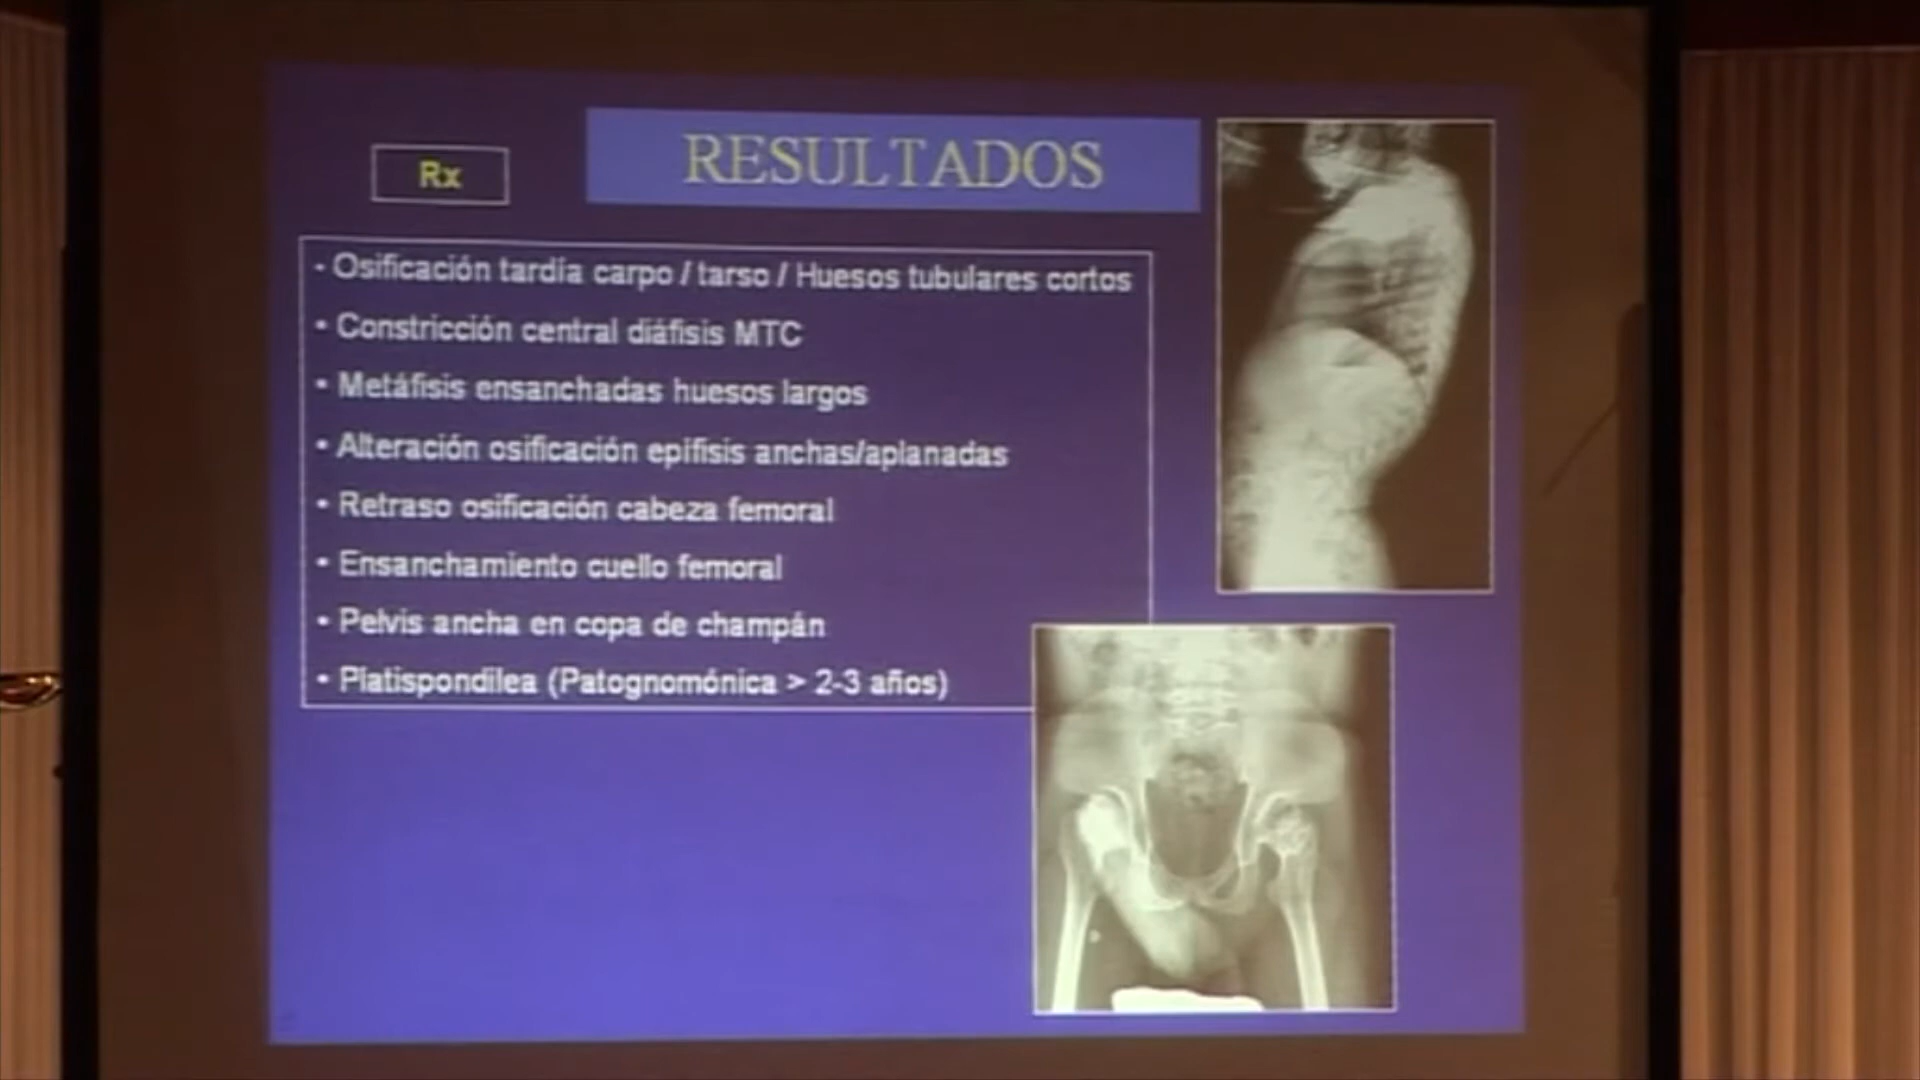 Rx
RESULTADOS
- Osificación tardía carpo / tarso / Huesos tubulares cortos
• Constricción central diáfisis MTC
• Metáfisis ensanchadas huesos largos
• Alteración osificación epifisis anchas/aplanadas
• Retraso osificación cabeza femoral
• Ensanchamiento cuello femoral
• Pelvis ancha en copa de champán
• Platispondilea (Patognomónica > 2-3 años)